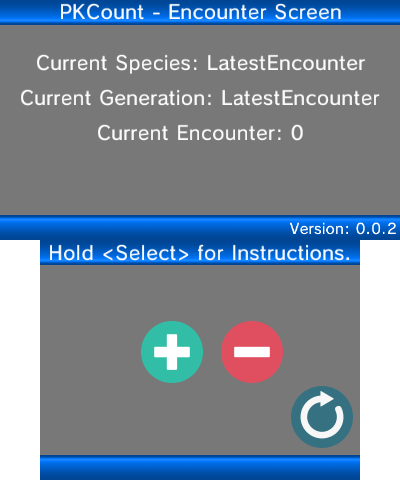 PKCount - Encounter Screen
Current Species: LatestEncounter
Current Generation: LatestEncounter
Current Encounter: 0
Version: 0.0.2
Hold <Select> for Instructions.